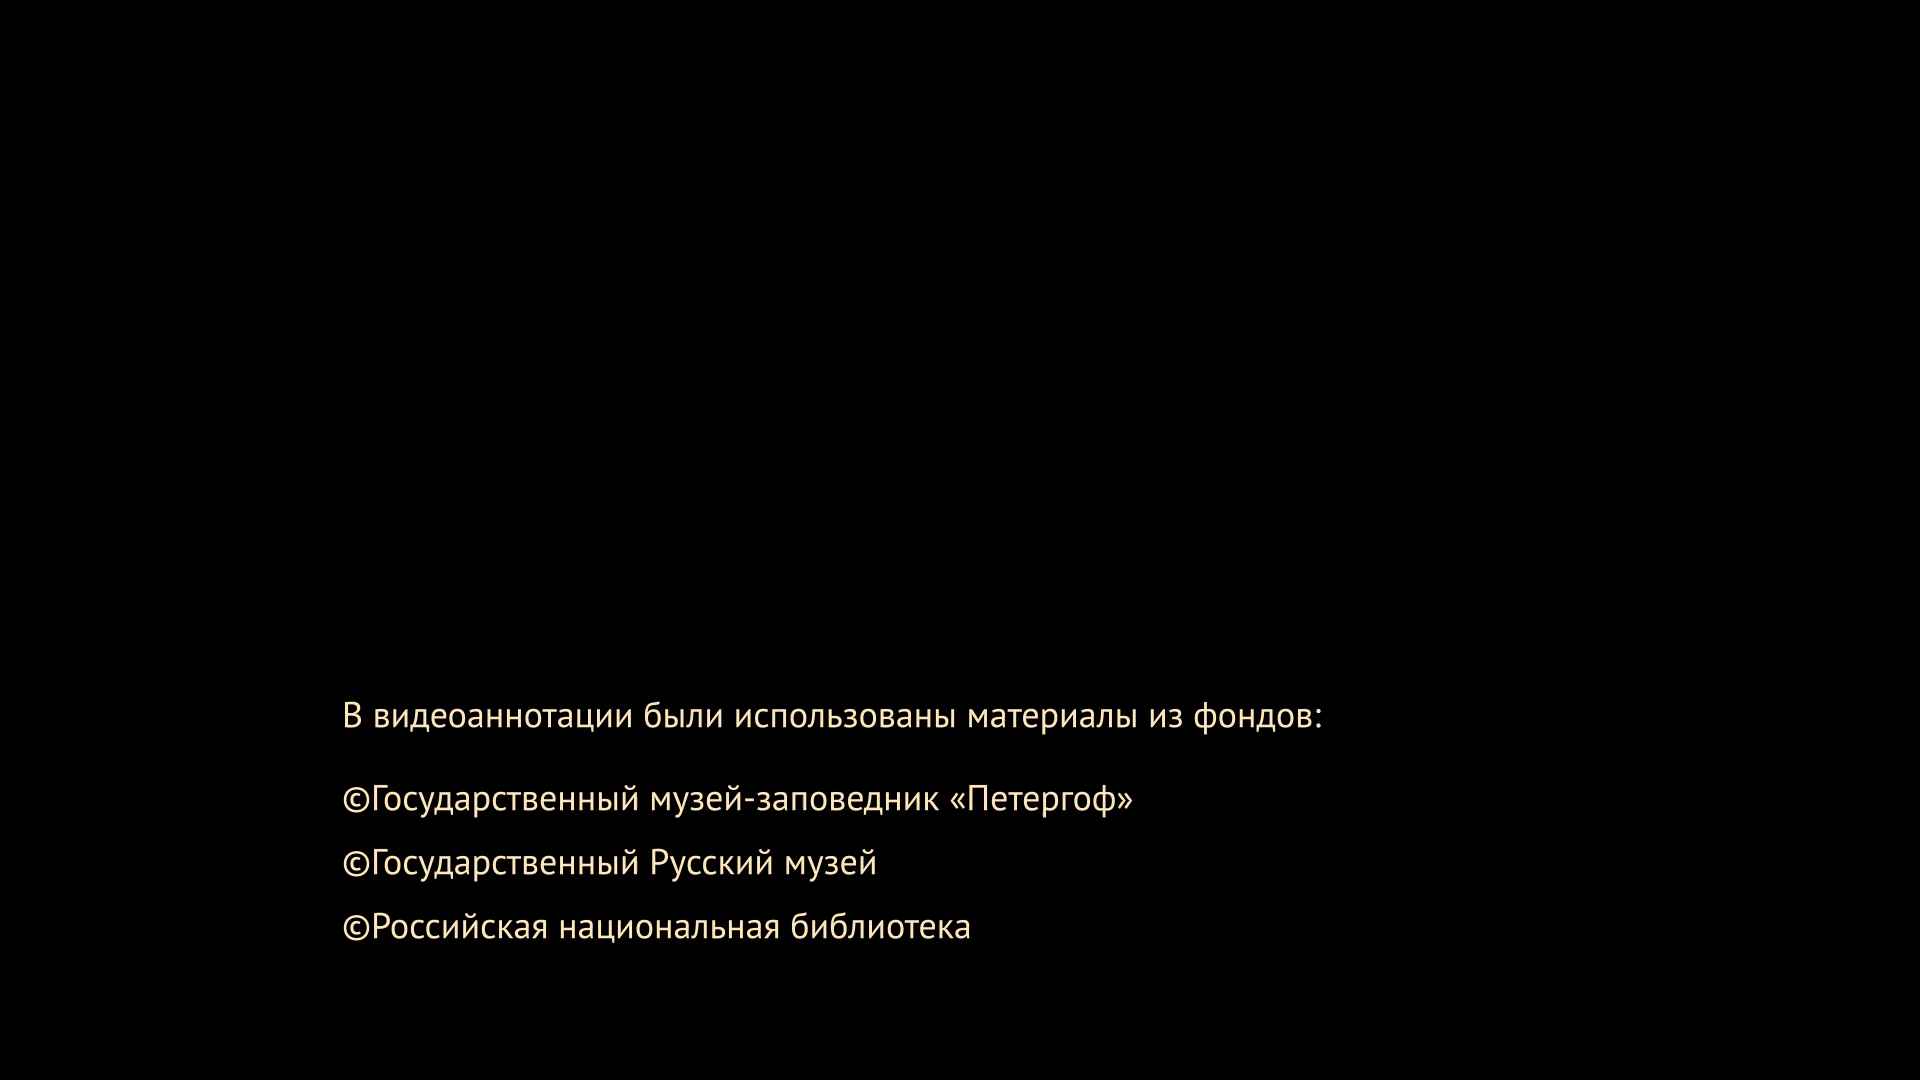 В видеоаннотации были использованы материалы из фондов:
©Государственный музей-заповедник «Петергоф»
©Государственный Русский музей
©Российская национальная библиотека